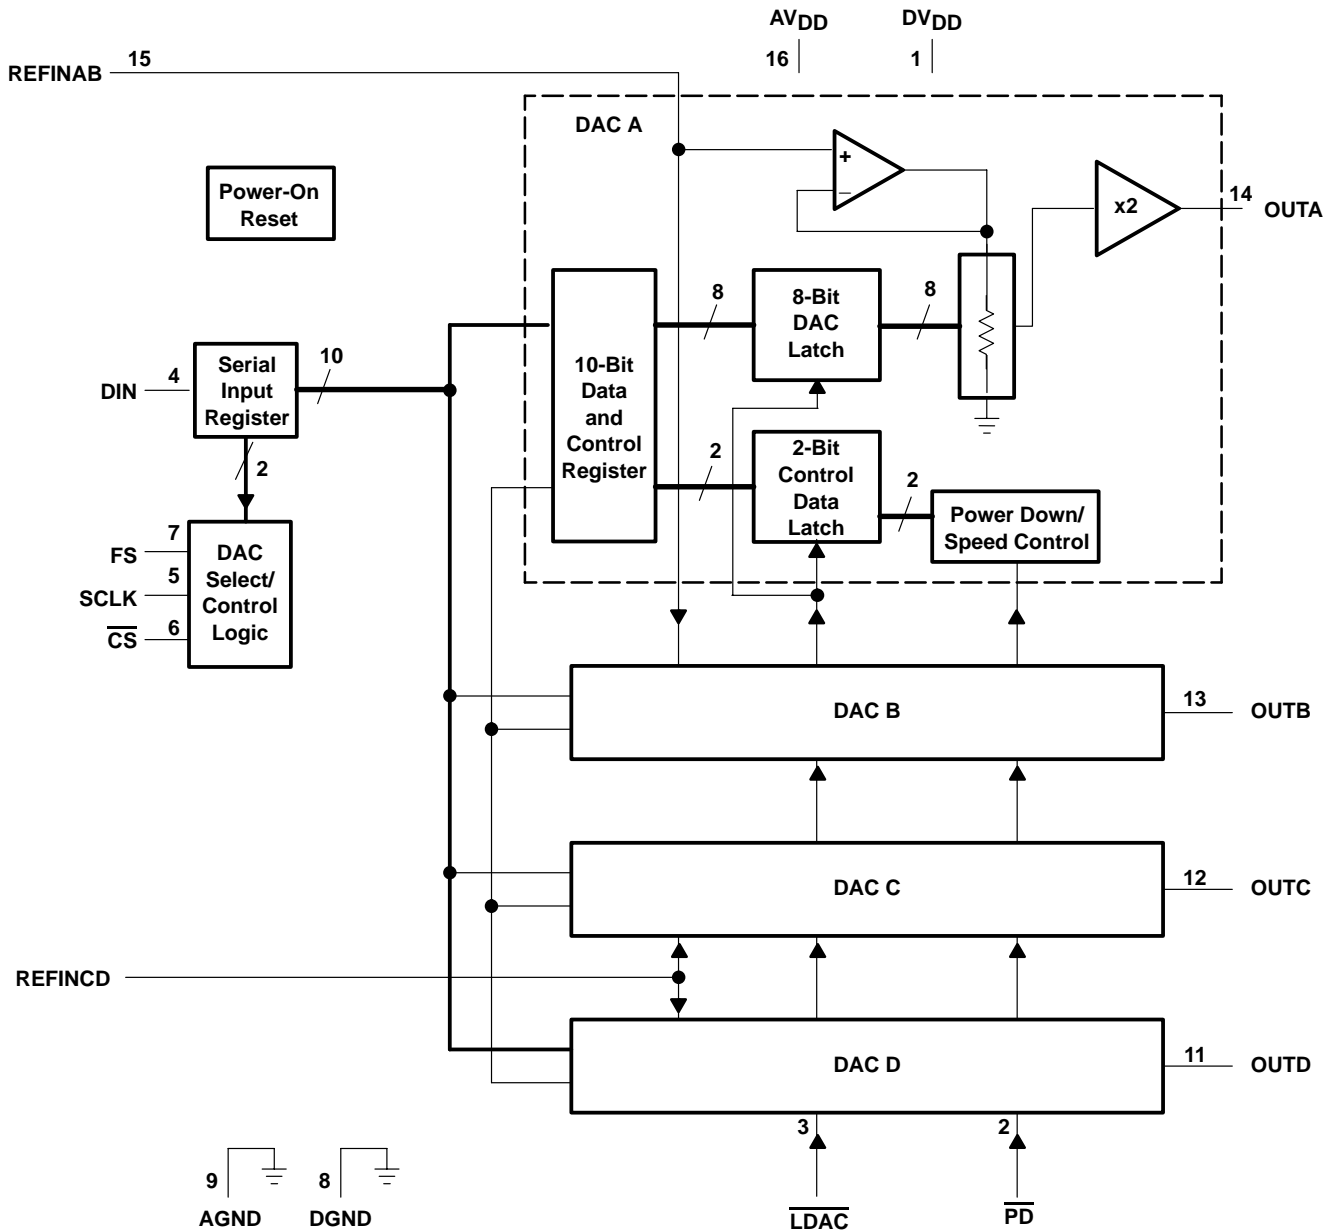 AVDD
DVDD
16
1
REFINAB
15
DAC A
+
−
x2
14
OUTA
Power-On
Reset
8
8-Bit
DAC
Latch
8
10-Bit
Data
and
Control
Register
DIN
4
Serial
Input
Register
10
2
2
2-Bit
Control
Data
Latch
2
Power Down/
Speed Control
FS
7
SCLK
5
CS
6
DAC
Select/
Control
Logic
DAC B
13
OUTB
DAC C
12
OUTC
REFINCD
DAC D
11
OUTD
3
2
9
AGND
8
DGND
LDAC
PD